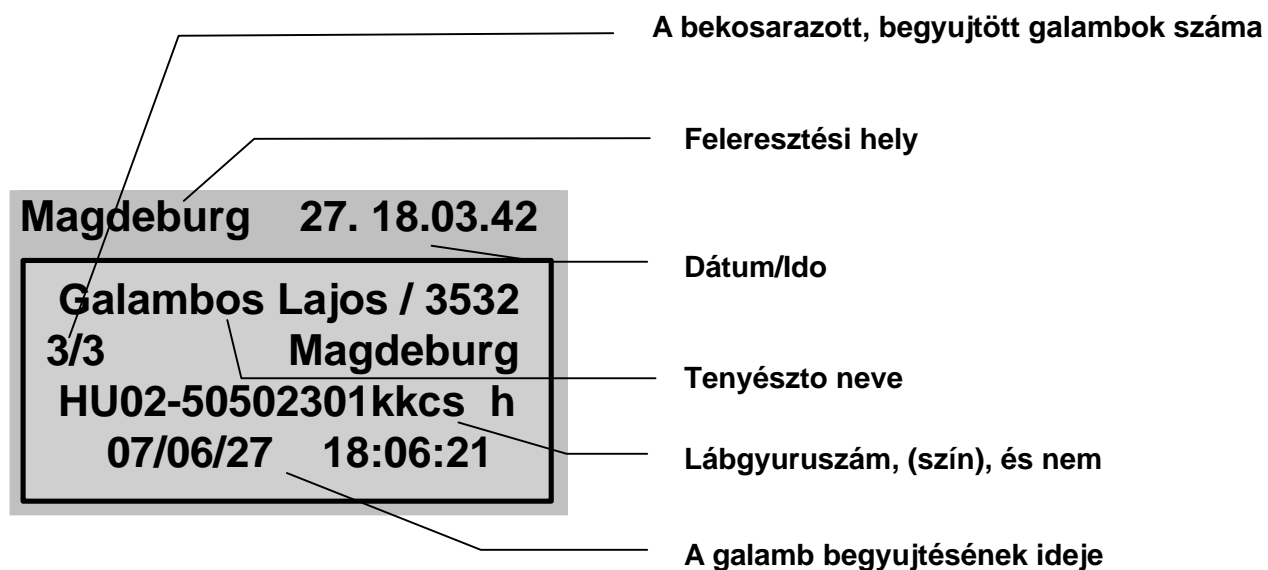 A bekosarazott, begyujtött galambok száma
Feleresztési hely
Magdeburg 27. 18.03.42
Dátum/Ido
Galambos Lajos / 3532
3/3 Magdeburg
Tenyészto neve
HU02-50502301kkcs h
07/06/27 18:06:21
Lábgyuruszám, (szín), és nem
A galamb begyujtésének ideje